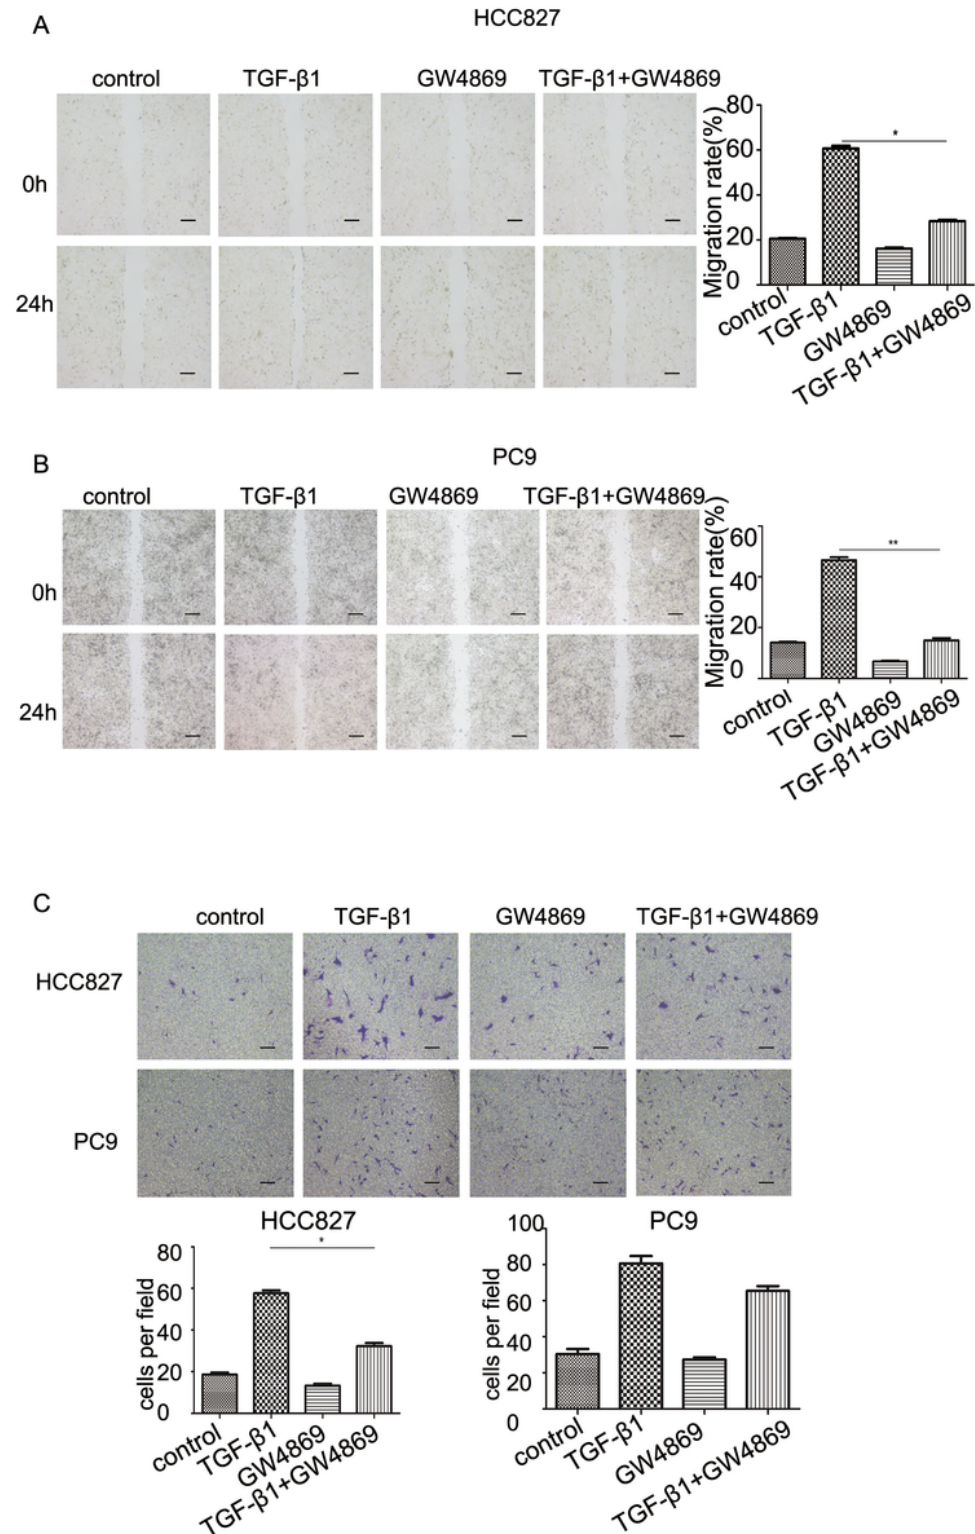 A
HCC827
control TGF-β1 GW4869 TGF-β1+GW4869
0h
24h
Migration rate(%)
80
60
40
20
0
*
control
TGF-β1
GW4869
TGF-β1+GW4869
B
PC9
control TGF-β1 GW4869 TGF-β1+GW4869
0h
24h
Migration rate(%)
60
40
20
0
**
control
TGF-β1
GW4869
TGF-β1+GW4869
C
control TGF-β1 GW4869 TGF-β1+GW4869
HCC827
PC9
HCC827
cells per field
80
60
40
20
0
*
control
TGF-β1
GW4869
TGF-β1+GW4869
PC9
cells per field
100
80
60
40
20
0
control
TGF-β1
GW4869
TGF-β1+GW4869